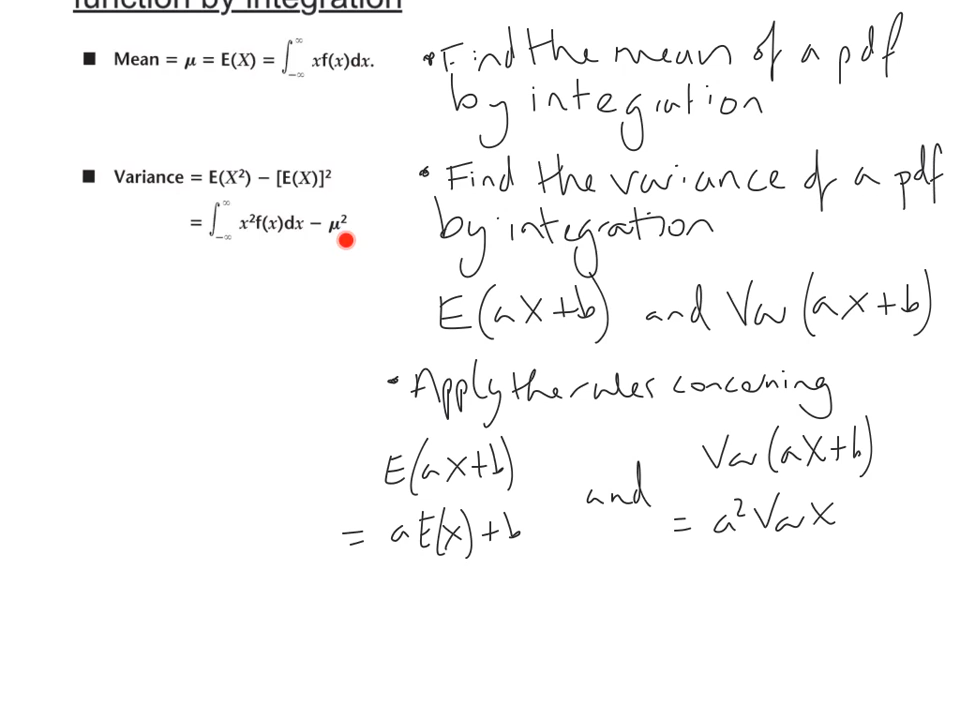 function by integration
■ Mean = μ = E(X) = ∫_{-∞}^{∞} xf(x)dx.
• Find the mean of a pdf
by integration
■ Variance = E(X²) − [E(X)]²
= ∫_{-∞}^{∞} x²f(x)dx − μ²
• Find the variance of a pdf
by integration
E(aX+b) and Var(aX+b)
• Apply the rules concerning
E(aX+b) and Var(aX+b)
= aE(X)+b = a²VarX